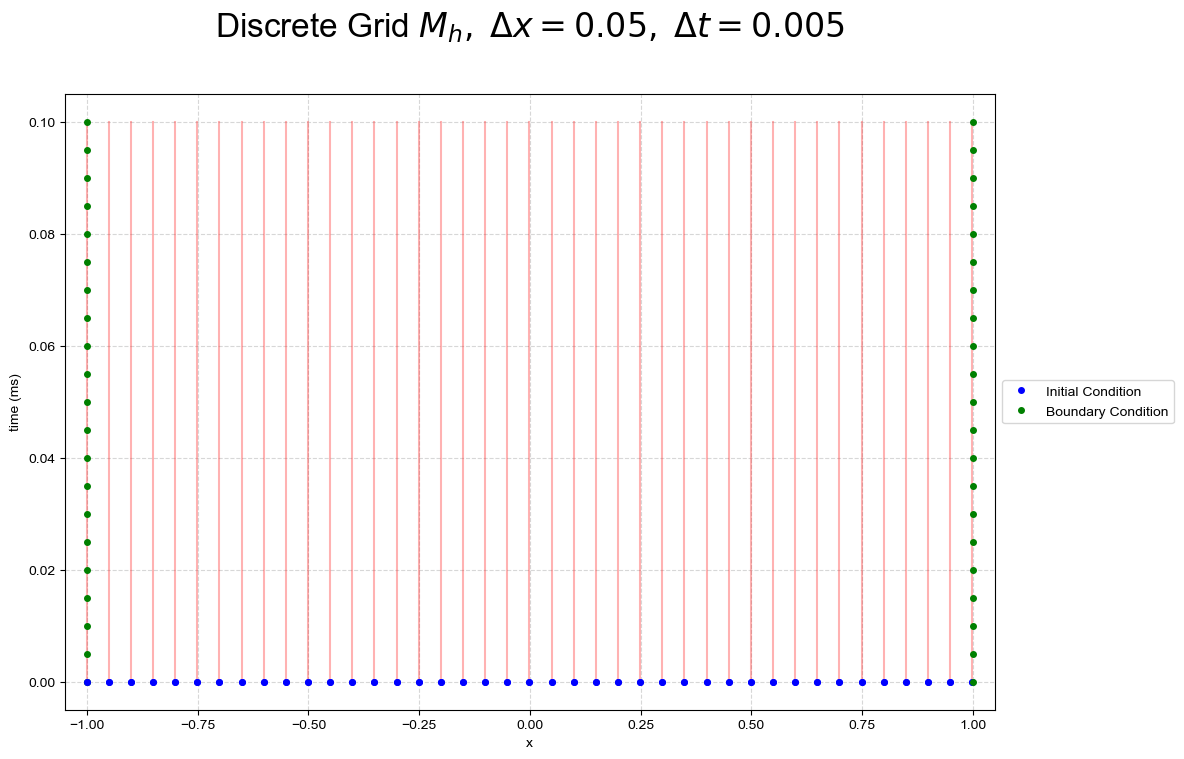 Discrete Grid M_h, Δx = 0.05, Δt = 0.005
0.10
0.08
0.06
0.04
0.02
0.00
time (ms)
−1.00 −0.75 −0.50 −0.25 0.00 0.25 0.50 0.75 1.00
x
Initial Condition
Boundary Condition